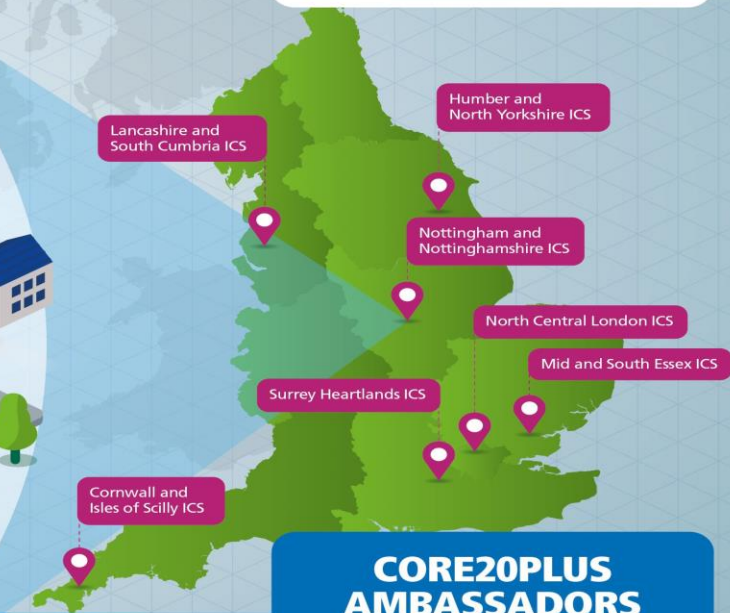 Humber and
North Yorkshire ICS
Lancashire and
South Cumbria ICS
Nottingham and
Nottinghamshire ICS
North Central London ICS
Mid and South Essex ICS
Surrey Heartlands ICS
Cornwall and
Isles of Scilly ICS
CORE20PLUS
AMBASSADORS